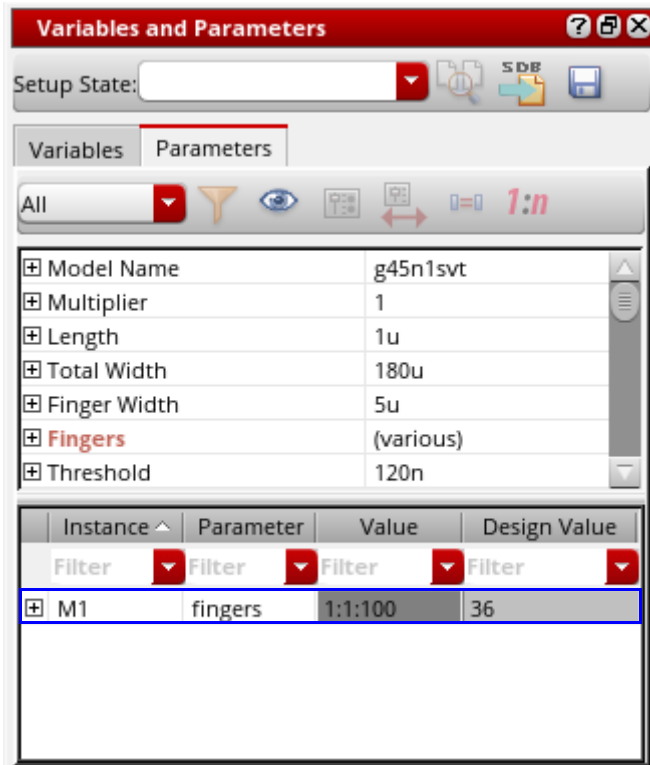 Variables and Parameters
Setup State:
SDB
Variables Parameters
All 1:n
Model Name g45n1svt
Multiplier 1
Length 1u
Total Width 180u
Finger Width 5u
Fingers (various)
Threshold 120n
Instance Parameter Value Design Value
Filter Filter Filter Filter
M1 fingers 1:1:100 36